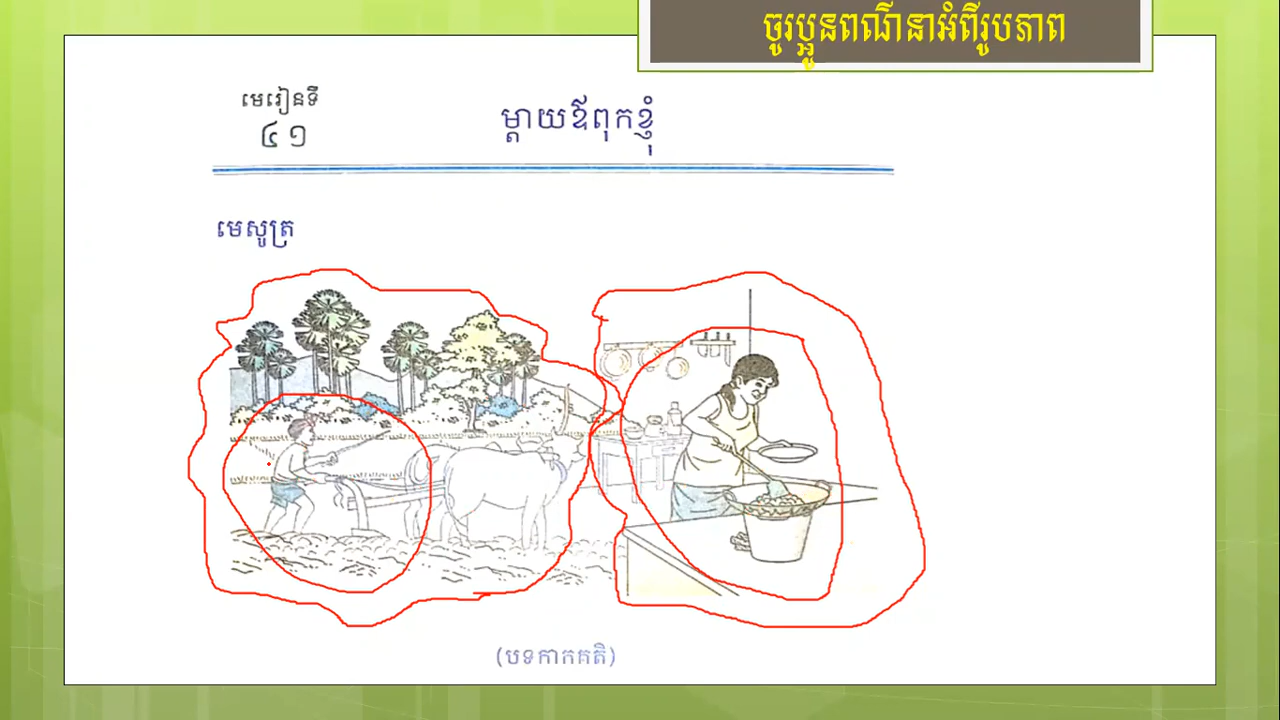 ចូរប្អូនពណ៌នាអំពីរូបភាព
មេរៀនទី
៤១
ម្តាយឪពុកខ្ញុំ
មេសូត្រ
(បទកាកគតិ)